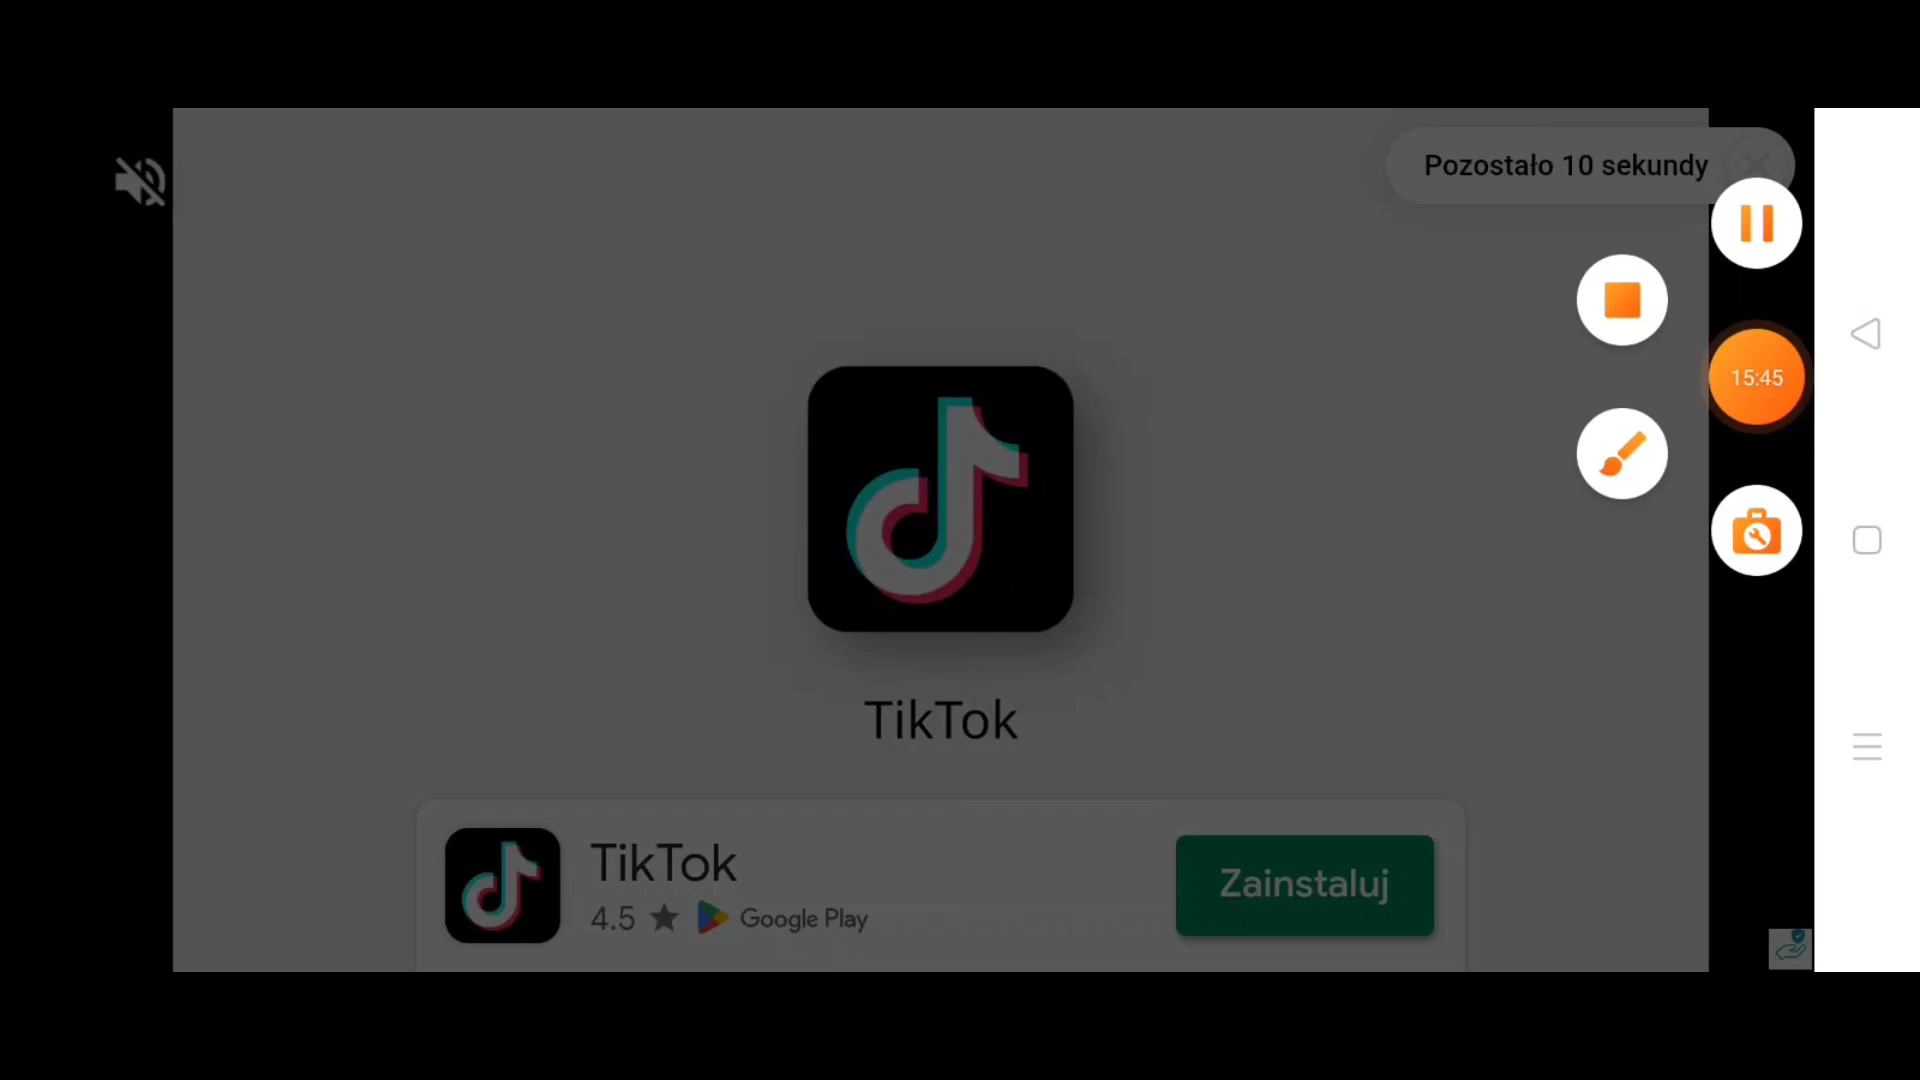 Pozostało 10 sekundy
15:45
TikTok
TikTok
4.5 ★ Google Play
Zainstaluj